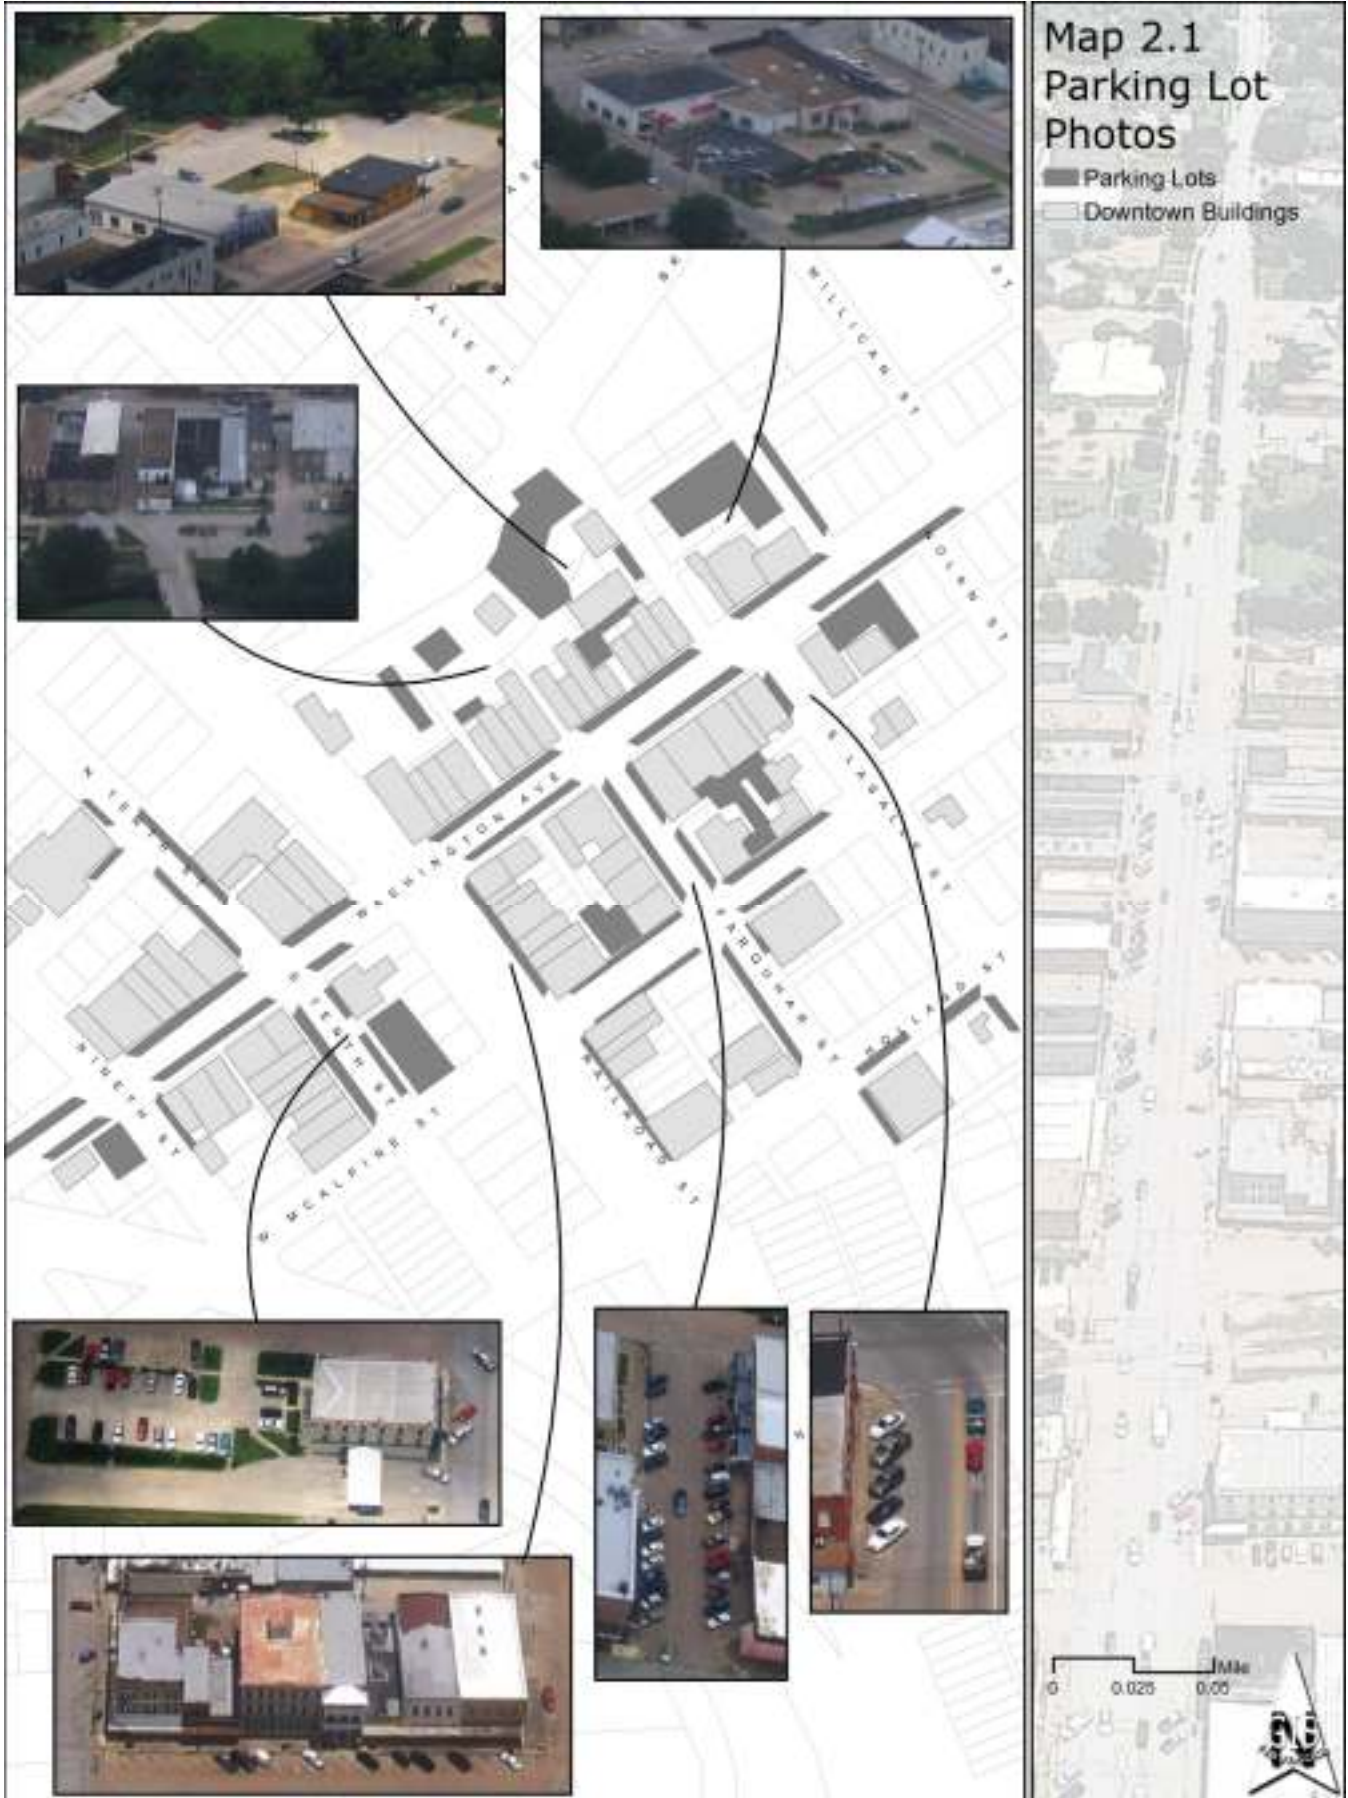 Map 2.1
Parking Lot
Photos
Parking Lots
Downtown Buildings
MILLICAN ST
ST
N
WASHINGTON AVE
S LASALLE ST
FARQUHAR ST
HOLLAND ST
RAILROAD ST
S TENTH ST
MCALPINE ST
Mile
0
0.025
0.05
N